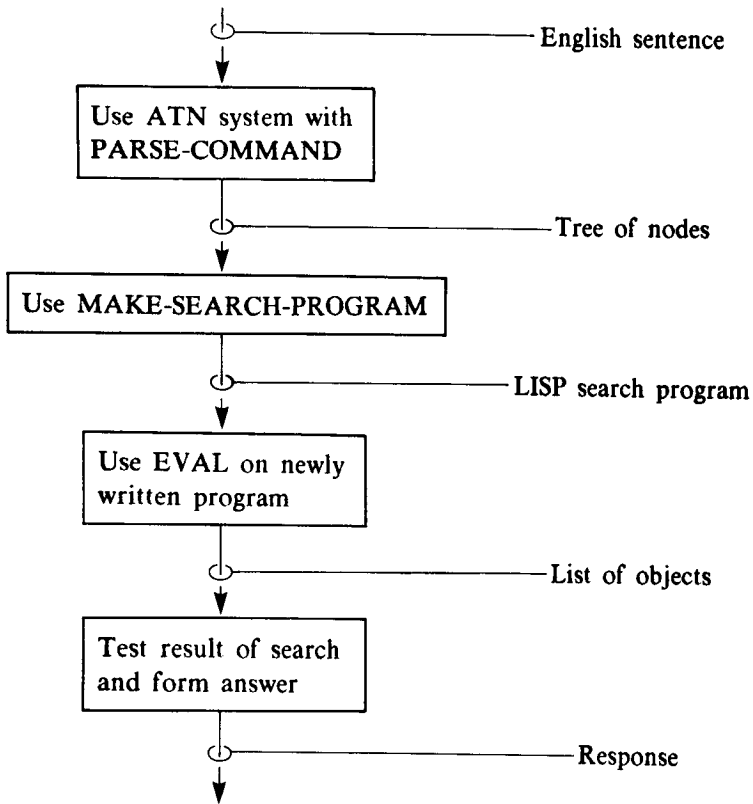 English sentence
Use ATN system with
PARSE-COMMAND
Tree of nodes
Use MAKE-SEARCH-PROGRAM
LISP search program
Use EVAL on newly
written program
List of objects
Test result of search
and form answer
Response